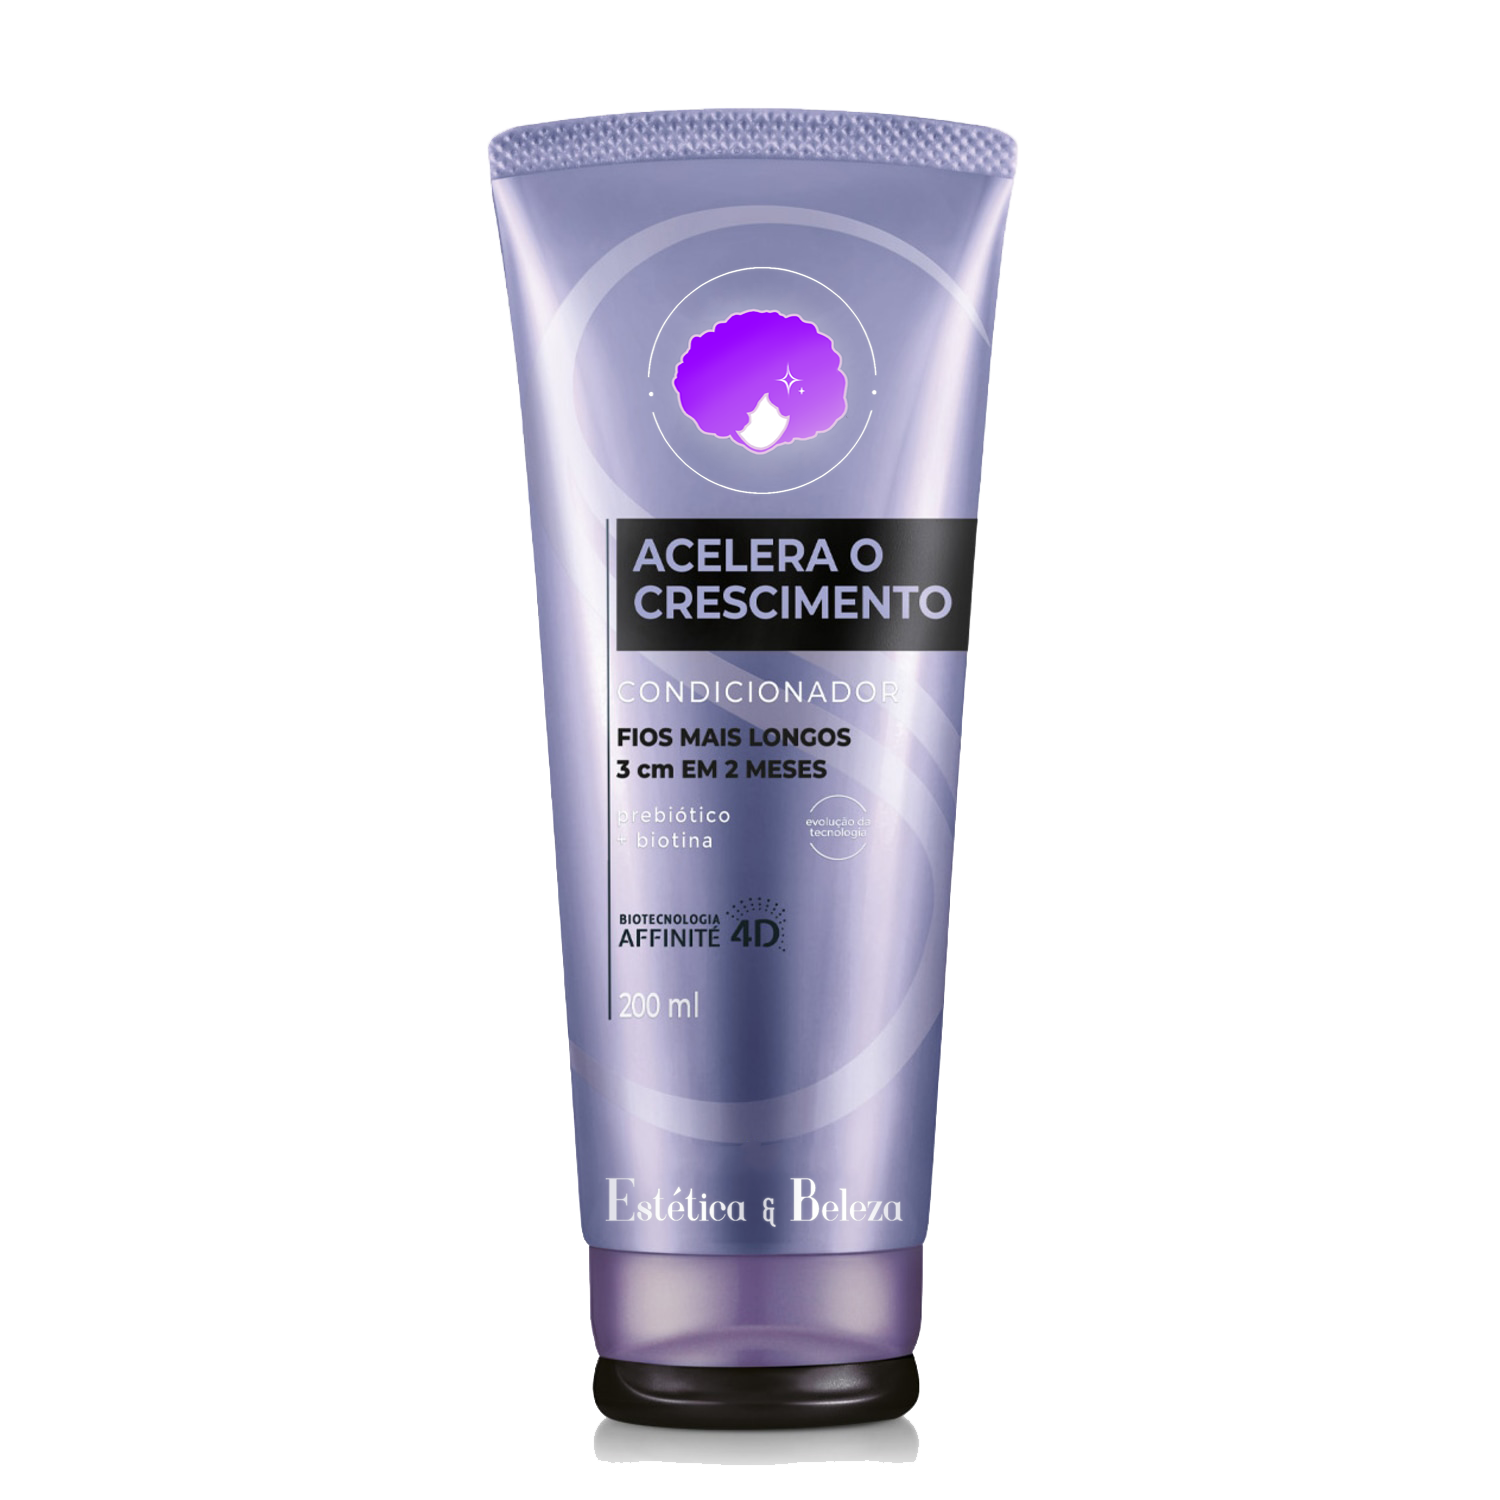 ACELERA O
CRESCIMENTO
CONDICIONADOR
FIOS MAIS LONGOS
3 cm EM 2 MESES
prebiótico
+ biotina
evolução da
tecnologia
BIOTECNOLOGIA
AFFINITÉ 4D
200 ml
Estética & Beleza